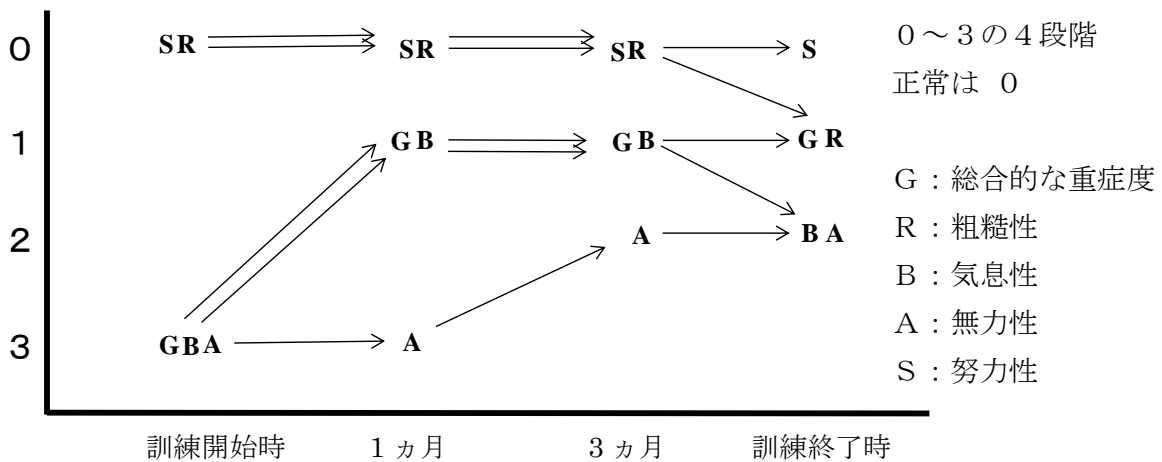 0 SR SR SR S
1 GB GB GR
2 A BA
3 GBA A
訓練開始時 1ヵ月 3ヵ月 訓練終了時
0～3の4段階
正常は 0
G：総合的な重症度
R：粗糙性
B：気息性
A：無力性
S：努力性